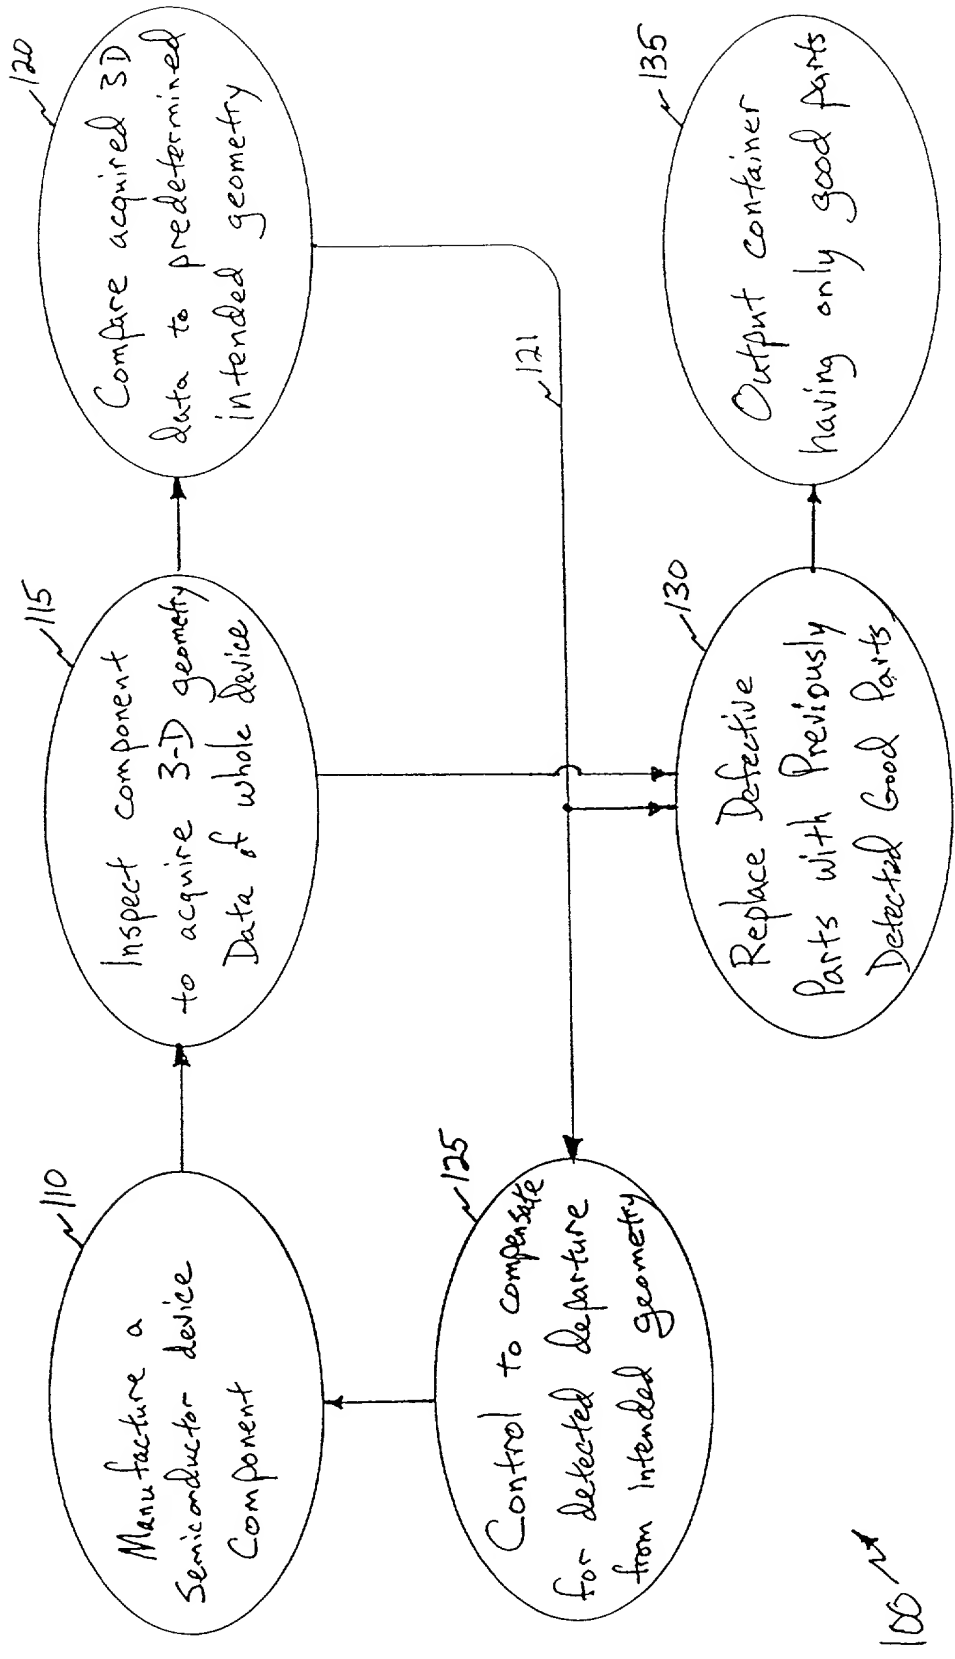 110
Manufacture a
Semiconductor device
Component
115
Inspect component
to acquire 3-D geometry
Data of whole device
120
Compare acquired 3D
data to predetermined
intended geometry
121
125
Control to compensate
for detected departure
from intended geometry
130
Replace Defective
Parts with Previously
Detected Good Parts
135
Output container
having only good parts
100